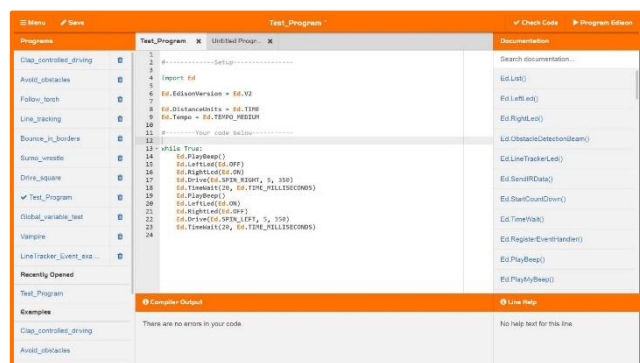 Menu
Save
Test_Program *
Check Code
Program Edison
Programs
Clap_controlled_driving
Avoid_obstacles
Follow_torch
Line_tracking
Bounce_in_borders
Sumo_wrestle
Drive_square
Test_Program
Global_variable_test
Vampire
LineTracker_Event_exa...
Recently Opened
Test_Program
Examples
Clap_controlled_driving
Avoid_obstacles
Test_Program x
Untitled Progr... x
1
2 #-------------Setup----------------
3
4 import Ed
5
6 Ed.EdisonVersion = Ed.V2
7
8 Ed.DistanceUnits = Ed.TIME
9 Ed.Tempo = Ed.TEMPO_MEDIUM
10
11 #--------Your code below-----------
12
13 while True:
14 Ed.PlayBeep()
15 Ed.LeftLed(Ed.OFF)
16 Ed.RightLed(Ed.ON)
17 Ed.Drive(Ed.SPIN_RIGHT, 5, 350)
18 Ed.TimeWait(20, Ed.TIME_MILLISECONDS)
19 Ed.PlayBeep()
20 Ed.LeftLed(Ed.ON)
21 Ed.RightLed(Ed.OFF)
22 Ed.Drive(Ed.SPIN_LEFT, 5, 350)
23 Ed.TimeWait(20, Ed.TIME_MILLISECONDS)
24
Compiler Output
There are no errors in your code.
Documentation
Search documentation...
Ed.List()
Ed.LeftLed()
Ed.RightLed()
Ed.ObstacleDetectionBeam()
Ed.LineTrackerLed()
Ed.SendIRData()
Ed.StartCountDown()
Ed.TimeWait()
Ed.RegisterEventHandler()
Ed.PlayBeep()
Ed.PlayMyBeep()
Line Help
No help text for this line.